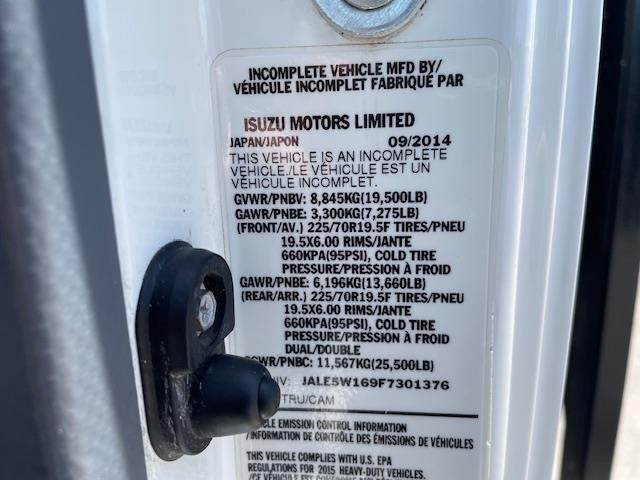 INCOMPLETE VEHICLE MFD BY/
VÉHICULE INCOMPLET FABRIQUÉ PAR
ISUZU MOTORS LIMITED
JAPAN/JAPON 09/2014
THIS VEHICLE IS AN INCOMPLETE
VEHICLE./LE VÉHICULE EST UN
VÉHICULE INCOMPLET.
GVWR/PNBV: 8,845KG(19,500LB)
GAWR/PNBE: 3,300KG(7,275LB)
(FRONT/AV.) 225/70R19.5F TIRES/PNEU
19.5X6.00 RIMS/JANTE
660KPA(95PSI), COLD TIRE
PRESSURE/PRESSION À FROID
GAWR/PNBE: 6,196KG(13,660LB)
(REAR/ARR.) 225/70R19.5F TIRES/PNEU
19.5X6.00 RIMS/JANTE
660KPA(95PSI), COLD TIRE
PRESSURE/PRESSION À FROID
DUAL/DOUBLE
GCWR/PNBC: 11,567KG(25,500LB)
IV: JALE5W169F7301376
TRU/CAM
CLE EMISSION CONTROL INFORMATION
/INFORMATION DE CONTRÔLE DES ÉMISSIONS DE VÉHICULES
THIS VEHICLE COMPLIES WITH U.S. EPA
REGULATIONS FOR 2015 HEAVY-DUTY VEHICLES.
/CE VÉHICULE EST